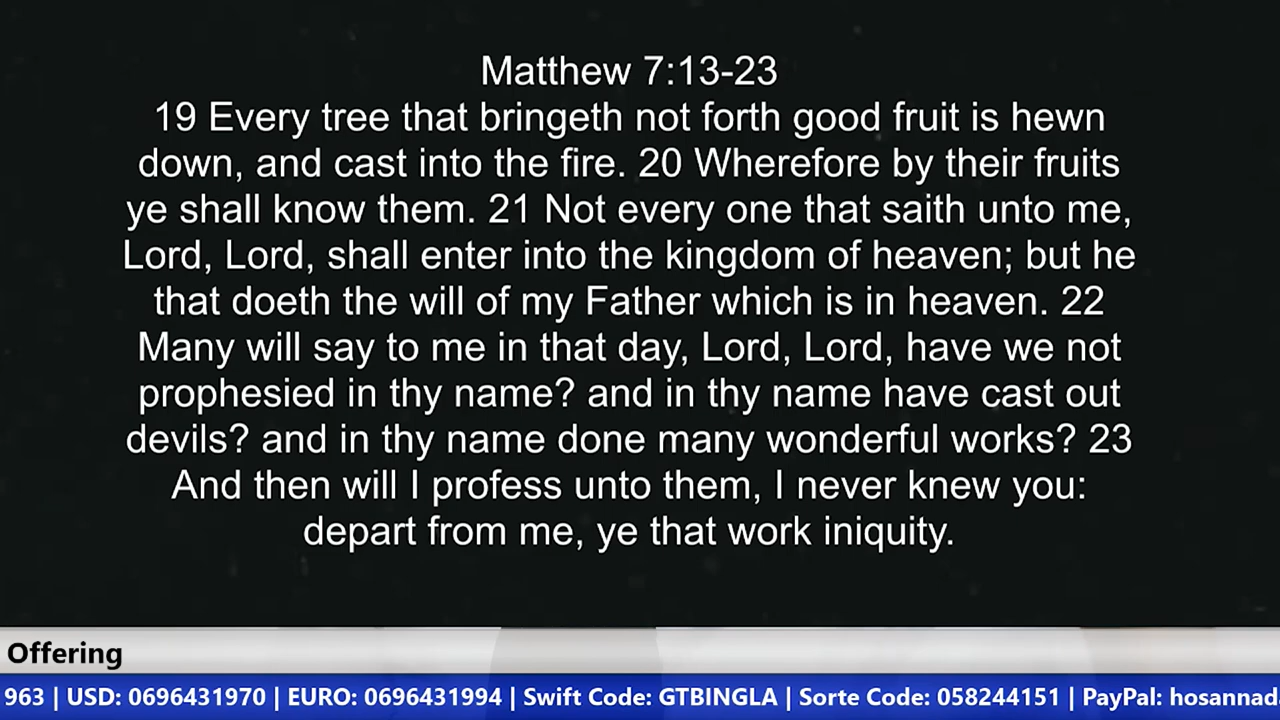 Matthew 7:13-23
19 Every tree that bringeth not forth good fruit is hewn
down, and cast into the fire. 20 Wherefore by their fruits
ye shall know them. 21 Not every one that saith unto me,
Lord, Lord, shall enter into the kingdom of heaven; but he
that doeth the will of my Father which is in heaven. 22
Many will say to me in that day, Lord, Lord, have we not
prophesied in thy name? and in thy name have cast out
devils? and in thy name done many wonderful works? 23
And then will I profess unto them, I never knew you:
depart from me, ye that work iniquity.
Offering
963 | USD: 0696431970 | EURO: 0696431994 | Swift Code: GTBINGLA | Sorte Code: 058244151 | PayPal: hosannad